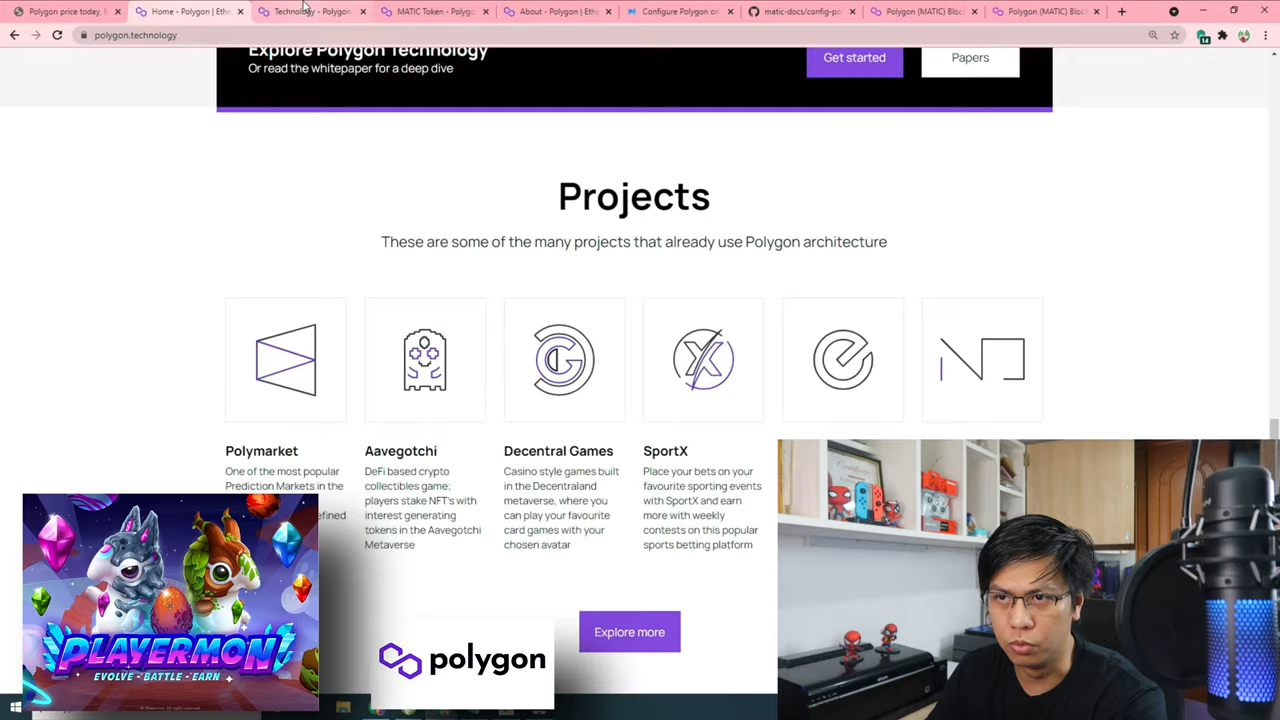 Polygon price today,
Home - Polygon | Ethe
Technology - Polygon
MATIC Token - Polygo
About - Polygon | Ethe
Configure Polygon on
matic-docs/config-po
Polygon (MATIC) Bloc
Polygon (MATIC) Bloc
polygon.technology
14
Explore Polygon Technology
Or read the whitepaper for a deep dive
Get started
Papers
Projects
These are some of the many projects that already use Polygon architecture
Polymarket
One of the most popular
Prediction Markets in the
fined
Aavegotchi
DeFi based crypto
collectibles game;
players stake NFT's with
interest generating
tokens in the Aavegotchi
Metaverse
Decentral Games
Casino style games built
in the Decentraland
metaverse, where you
can play your favourite
card games with your
chosen avatar
SportX
Place your bets on your
favourite sporting events
with SportX and earn
more with weekly
contests on this popular
sports betting platform
Explore more
PLAYERMON
EVOLVE - BATTLE - EARN
polygon